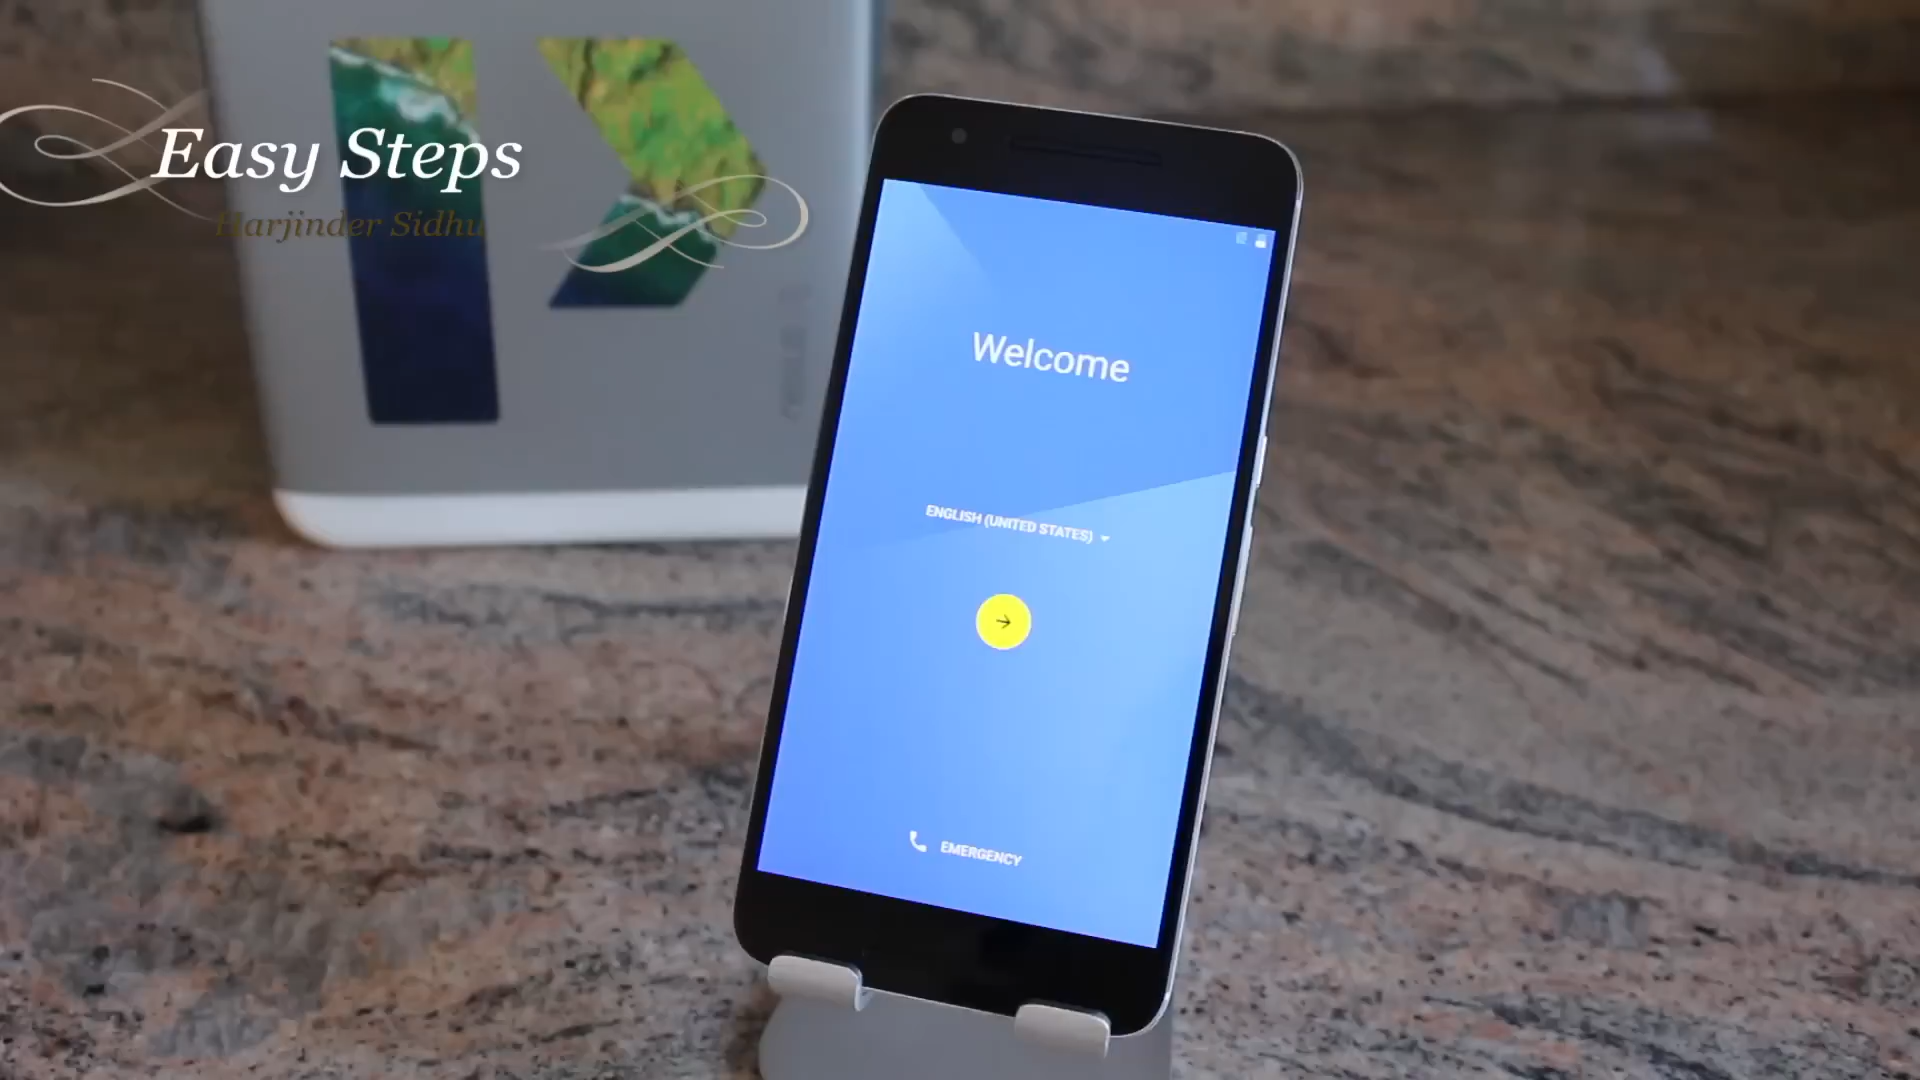 Easy Steps
Harjinder Sidhu
Welcome
ENGLISH (UNITED STATES)
EMERGENCY